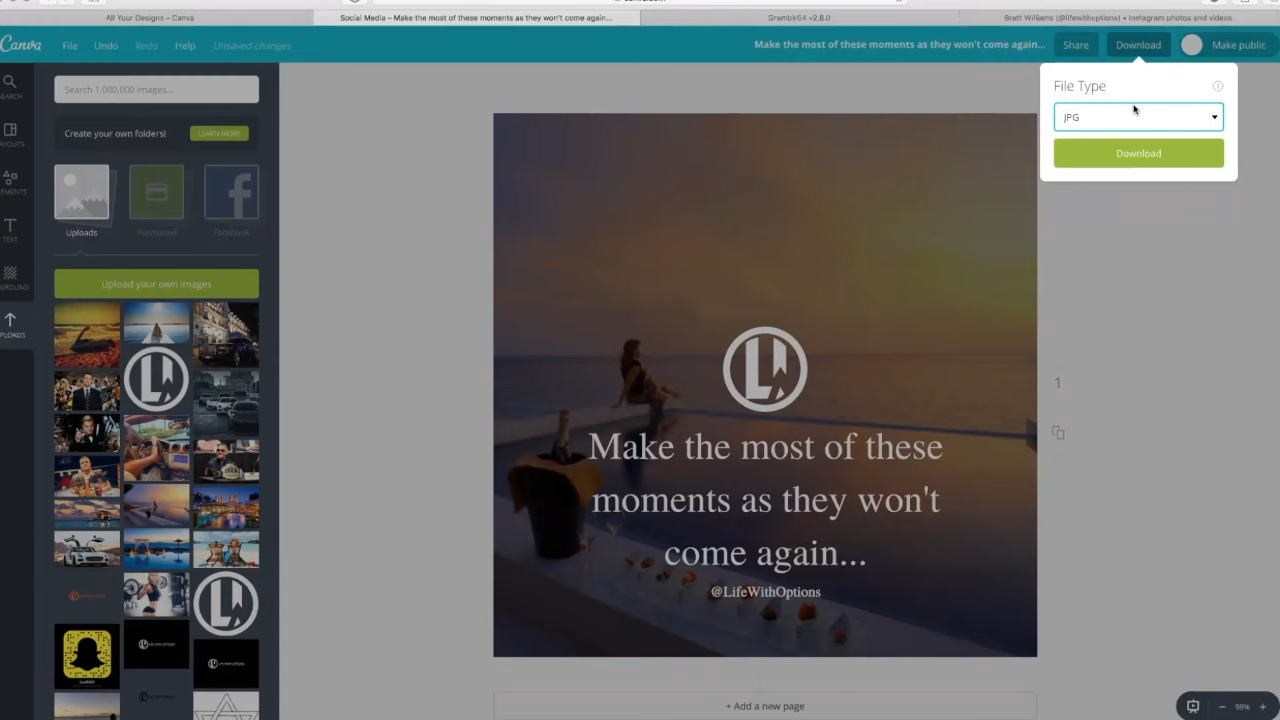 All Your Designs – Canva
Social Media – Make the most of these moments as they won't come again...
Gramblr64 v2.8.0
Brett Williams (@lifewithoptions) • Instagram photos and videos
Canva
File
Undo
Redo
Help
Unsaved changes
Make the most of these moments as they won't come again...
Share
Download
Make public
File Type
JPG
Download
Search 1,000,000 images...
Create your own folders!
LEARN MORE
Uploads
Purchased
Facebook
Upload your own images
TEXT
1
Make the most of these
moments as they won't
come again...
@LifeWithOptions
+ Add a new page
99%